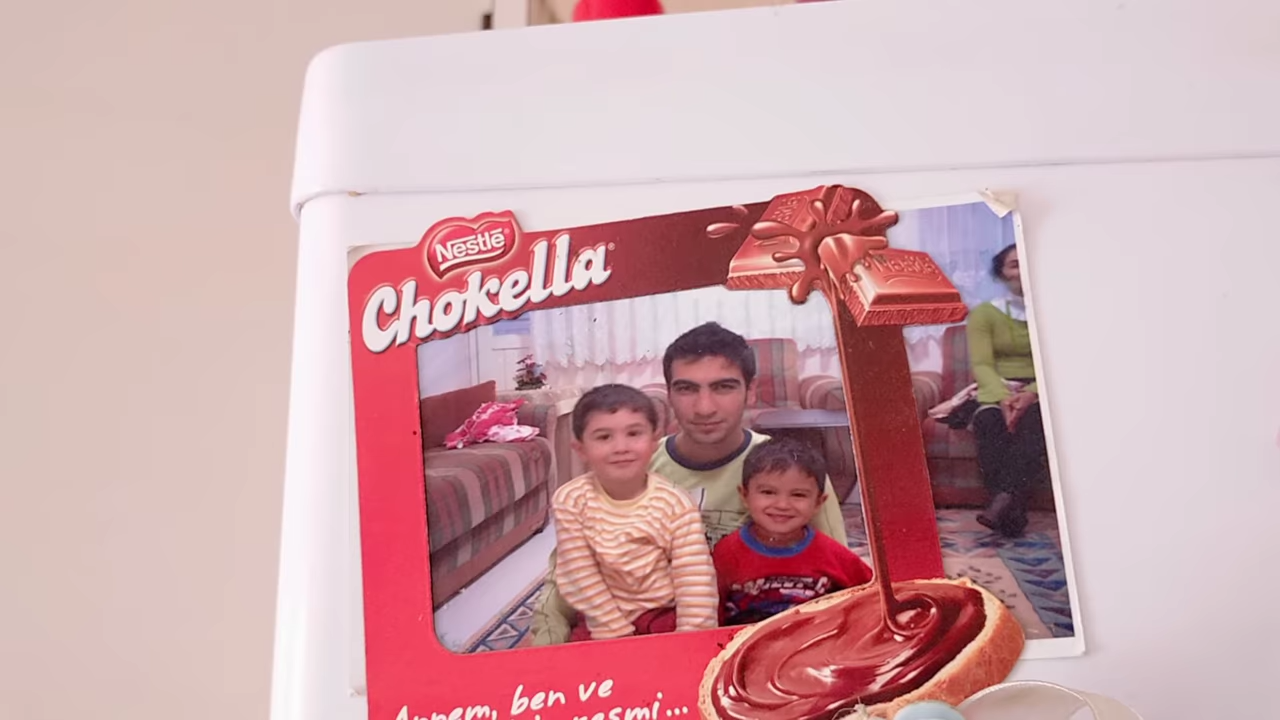 Nestlé
Chokella
Annem, ben ve
resmi...